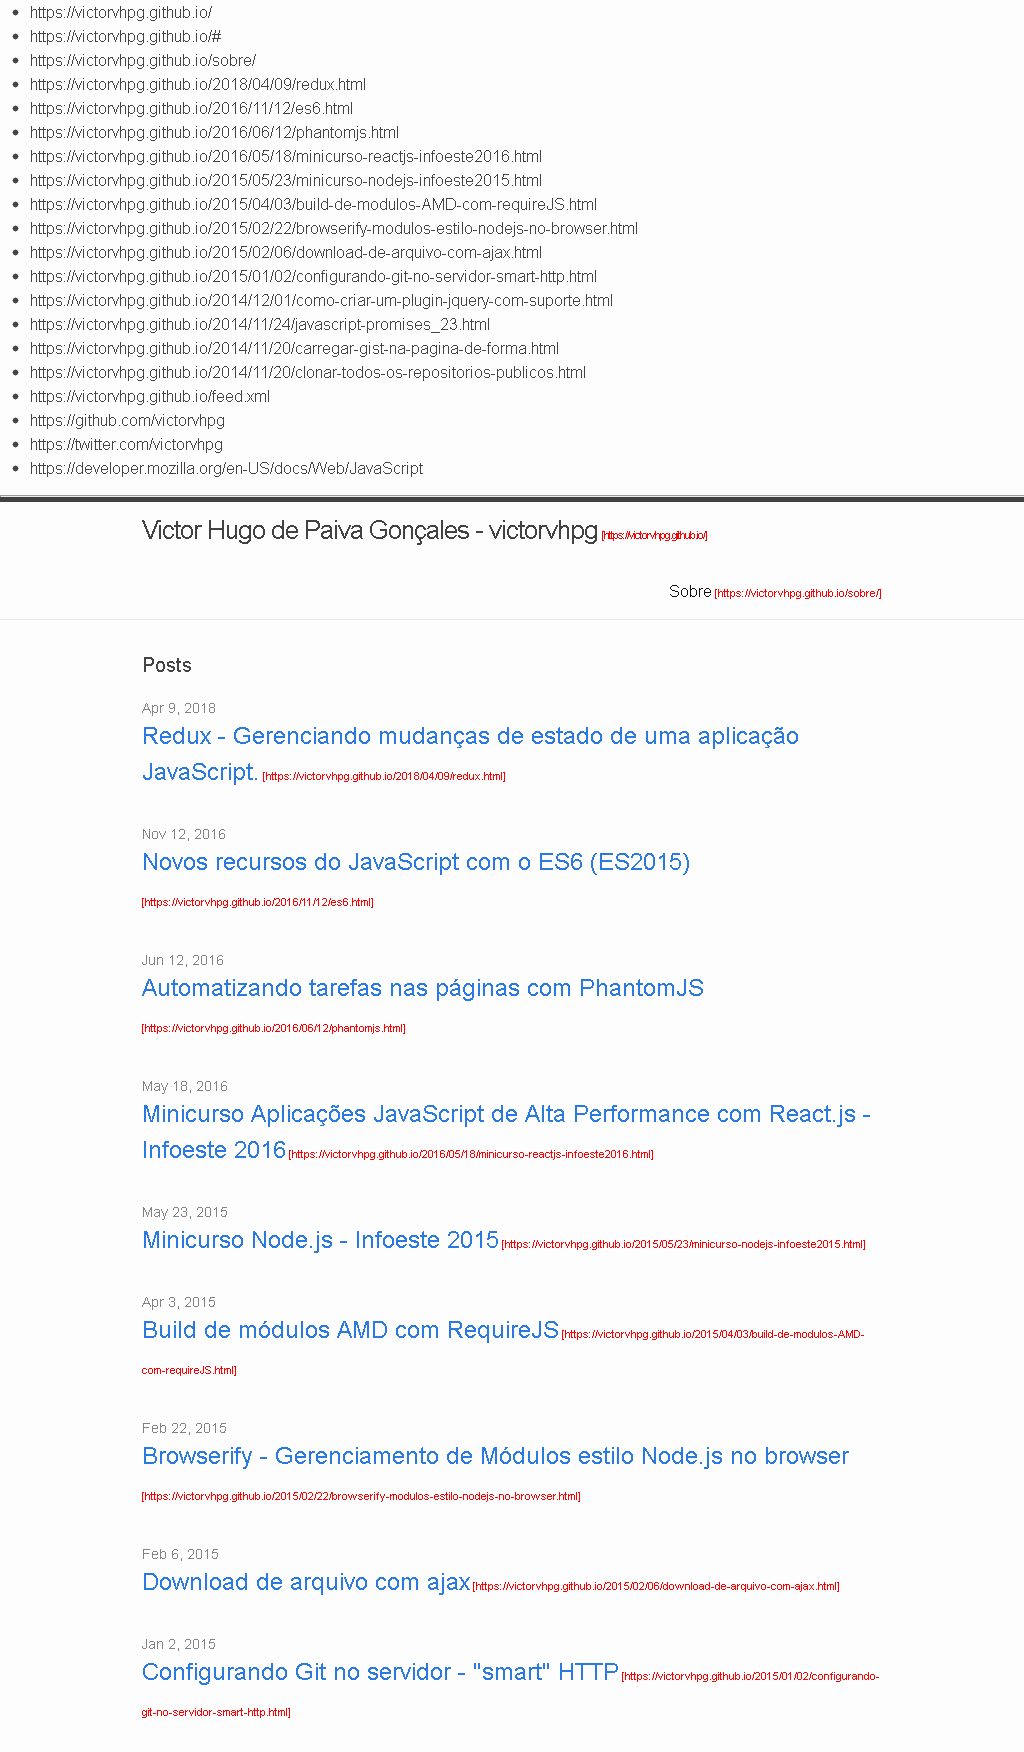 https://victorvhpg.github.io/
https://victorvhpg.github.io/#
https://victorvhpg.github.io/sobre/
https://victorvhpg.github.io/2018/04/09/redux.html
https://victorvhpg.github.io/2016/11/12/es6.html
https://victorvhpg.github.io/2016/06/12/phantomjs.html
https://victorvhpg.github.io/2016/05/18/minicurso-reactjs-infoeste2016.html
https://victorvhpg.github.io/2015/05/23/minicurso-nodejs-infoeste2015.html
https://victorvhpg.github.io/2015/04/03/build-de-modulos-AMD-com-requireJS.html
https://victorvhpg.github.io/2015/02/22/browserify-modulos-estilo-nodejs-no-browser.html
https://victorvhpg.github.io/2015/02/06/download-de-arquivo-com-ajax.html
https://victorvhpg.github.io/2015/01/02/configurando-git-no-servidor-smart-http.html
https://victorvhpg.github.io/2014/12/01/como-criar-um-plugin-jquery-com-suporte.html
https://victorvhpg.github.io/2014/11/24/javascript-promises_23.html
https://victorvhpg.github.io/2014/11/20/carregar-gist-na-pagina-de-forma.html
https://victorvhpg.github.io/2014/11/20/clonar-todos-os-repositorios-publicos.html
https://victorvhpg.github.io/feed.xml
https://github.com/victorvhpg
https://twitter.com/victorvhpg
https://developer.mozilla.org/en-US/docs/Web/JavaScript
Victor Hugo de Paiva Gonçales - victorvhpg [https://victorvhpg.github.io/]
Sobre [https://victorvhpg.github.io/sobre/]
Posts
Apr 9, 2018
Redux - Gerenciando mudanças de estado de uma aplicação
JavaScript. [https://victorvhpg.github.io/2018/04/09/redux.html]
Nov 12, 2016
Novos recursos do JavaScript com o ES6 (ES2015)
[https://victorvhpg.github.io/2016/11/12/es6.html]
Jun 12, 2016
Automatizando tarefas nas páginas com PhantomJS
[https://victorvhpg.github.io/2016/06/12/phantomjs.html]
May 18, 2016
Minicurso Aplicações JavaScript de Alta Performance com React.js -
Infoeste 2016 [https://victorvhpg.github.io/2016/05/18/minicurso-reactjs-infoeste2016.html]
May 23, 2015
Minicurso Node.js - Infoeste 2015 [https://victorvhpg.github.io/2015/05/23/minicurso-nodejs-infoeste2015.html]
Apr 3, 2015
Build de módulos AMD com RequireJS [https://victorvhpg.github.io/2015/04/03/build-de-modulos-AMD-
com-requireJS.html]
Feb 22, 2015
Browserify - Gerenciamento de Módulos estilo Node.js no browser
[https://victorvhpg.github.io/2015/02/22/browserify-modulos-estilo-nodejs-no-browser.html]
Feb 6, 2015
Download de arquivo com ajax [https://victorvhpg.github.io/2015/02/06/download-de-arquivo-com-ajax.html]
Jan 2, 2015
Configurando Git no servidor - "smart" HTTP [https://victorvhpg.github.io/2015/01/02/configurando-
git-no-servidor-smart-http.html]